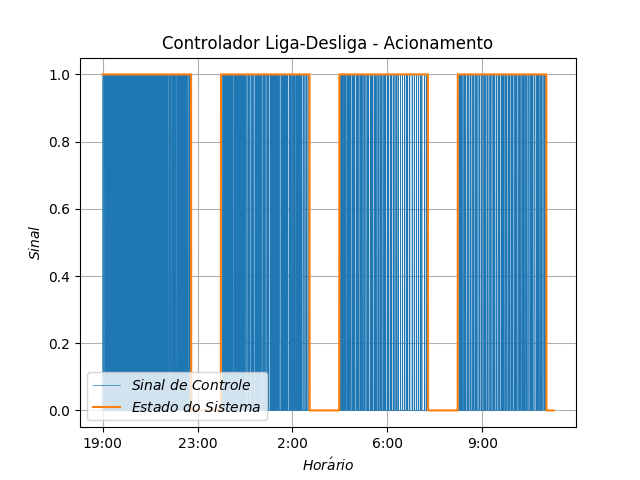 Controlador Liga-Desliga - Acionamento
1.0
0.8
0.6
0.4
0.2
0.0
Sinal
Sinal de Controle
Estado do Sistema
19:00 23:00 2:00 6:00 9:00
Horário